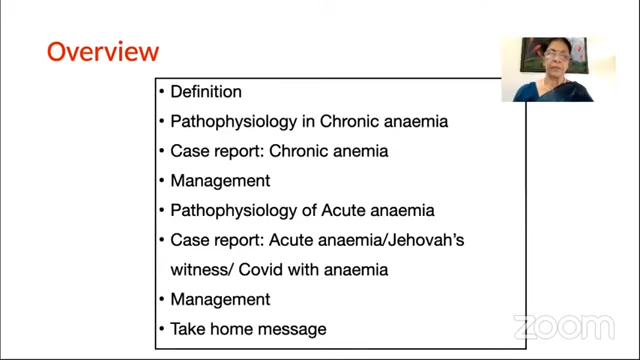 Overview
• Definition
• Pathophysiology in Chronic anaemia
• Case report: Chronic anemia
• Management
• Pathophysiology of Acute anaemia
• Case report: Acute anaemia/Jehovah's
witness/ Covid with anaemia
• Management
• Take home message
zoom